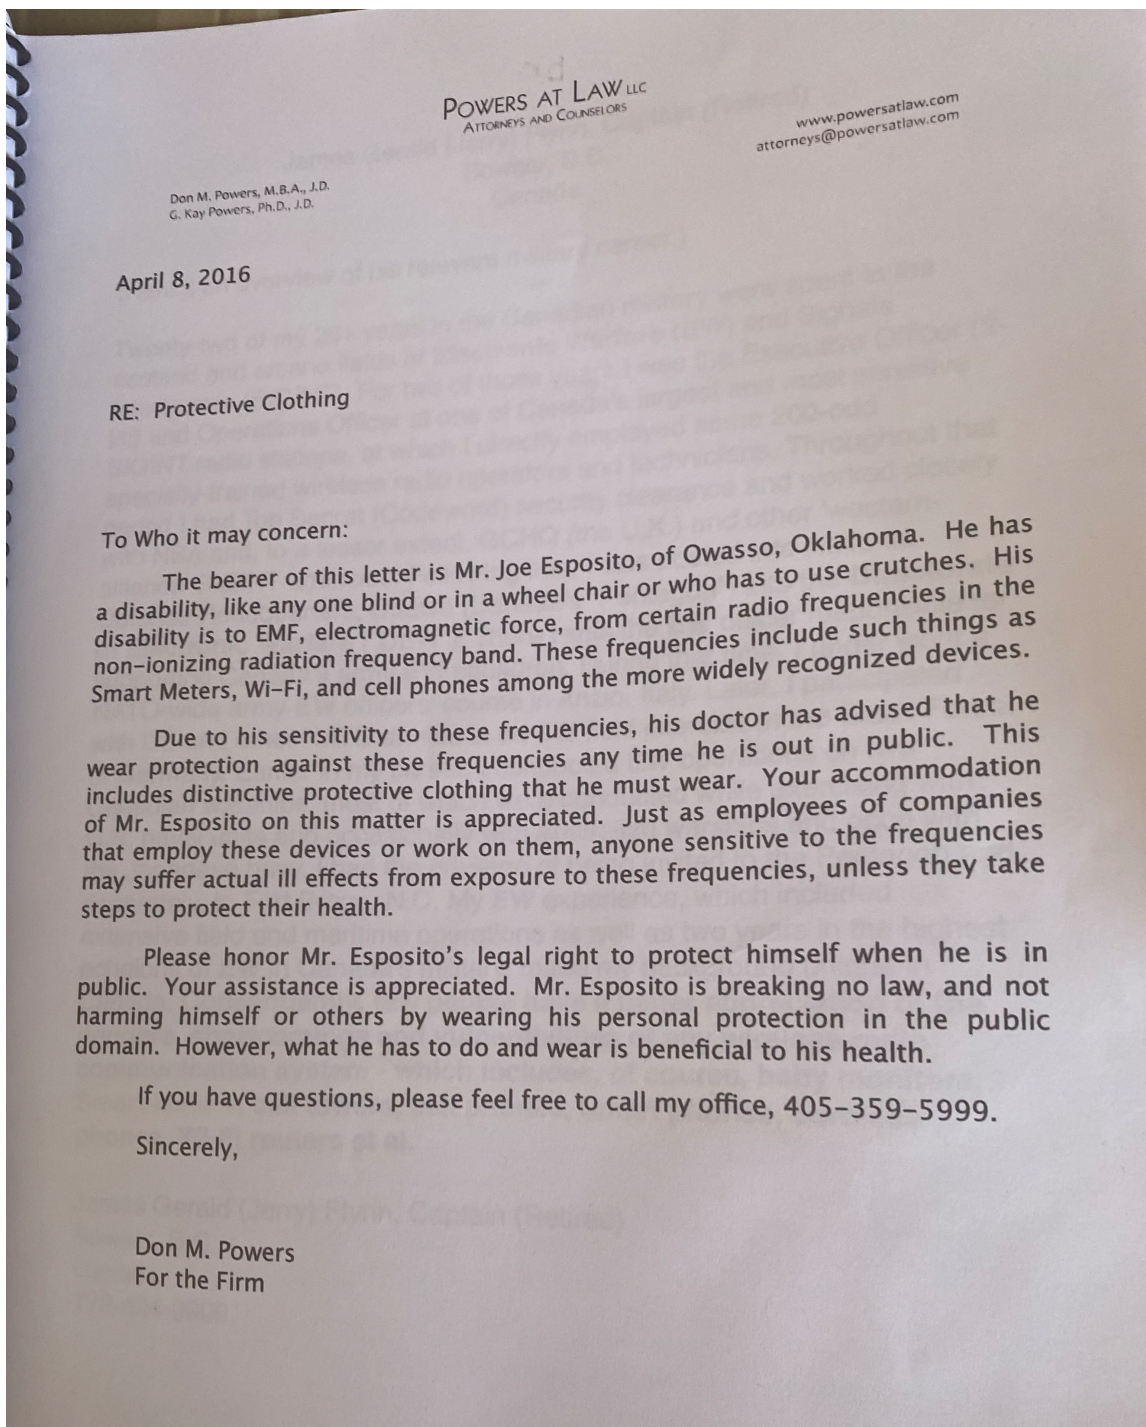 POWERS AT LAW LLC
ATTORNEYS AND COUNSELORS
www.powersatlaw.com
attorneys@powersatlaw.com
Don M. Powers, M.B.A., J.D.
G. Kay Powers, Ph.D., J.D.
April 8, 2016
RE: Protective Clothing
To Who it may concern:
The bearer of this letter is Mr. Joe Esposito, of Owasso, Oklahoma. He has
a disability, like any one blind or in a wheel chair or who has to use crutches. His
disability is to EMF, electromagnetic force, from certain radio frequencies in the
non-ionizing radiation frequency band. These frequencies include such things as
Smart Meters, Wi-Fi, and cell phones among the more widely recognized devices.
Due to his sensitivity to these frequencies, his doctor has advised that he
wear protection against these frequencies any time he is out in public. This
includes distinctive protective clothing that he must wear. Your accommodation
of Mr. Esposito on this matter is appreciated. Just as employees of companies
that employ these devices or work on them, anyone sensitive to the frequencies
may suffer actual ill effects from exposure to these frequencies, unless they take
steps to protect their health.
Please honor Mr. Esposito's legal right to protect himself when he is in
public. Your assistance is appreciated. Mr. Esposito is breaking no law, and not
harming himself or others by wearing his personal protection in the public
domain. However, what he has to do and wear is beneficial to his health.
If you have questions, please feel free to call my office, 405-359-5999.
Sincerely,
Don M. Powers
For the Firm